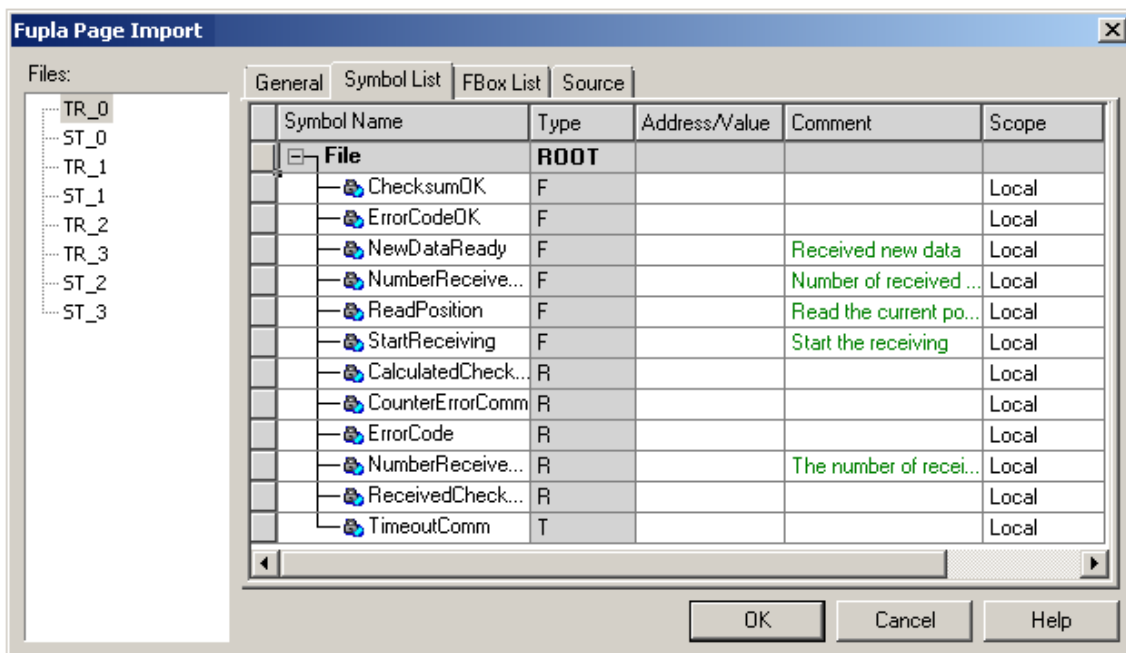 Fupla Page Import
Files:
TR_0
ST_0
TR_1
ST_1
TR_2
TR_3
ST_2
ST_3
General Symbol List FBox List Source
Symbol Name Type Address/Value Comment Scope
File ROOT
ChecksumOK F Local
ErrorCodeOK F Local
NewDataReady F Received new data Local
NumberReceive... F Number of received ... Local
ReadPosition F Read the current po... Local
StartReceiving F Start the receiving Local
CalculatedCheck... R Local
CounterErrorComm R Local
ErrorCode R Local
NumberReceive... R The number of recei... Local
ReceivedCheck... R Local
TimeoutComm T Local
OK Cancel Help